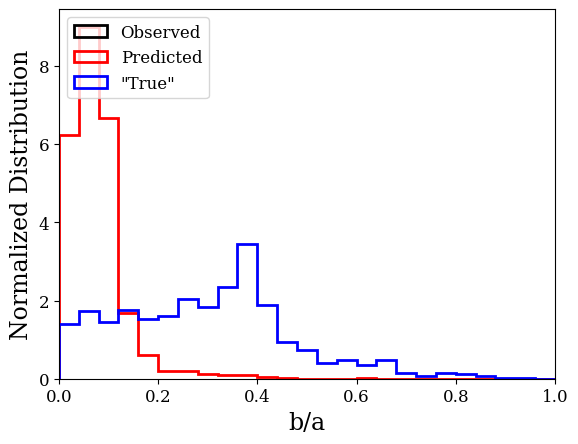 Observed
Predicted
"True"
Normalized Distribution
8
6
4
2
0
0.0 0.2 0.4 0.6 0.8 1.0
b/a